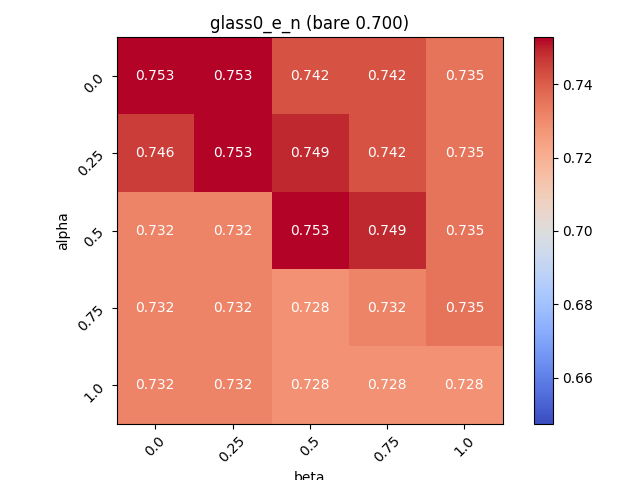 glass0_e_n (bare 0.700)
alpha
0.0 0.753 0.753 0.742 0.742 0.735
0.25 0.746 0.753 0.749 0.742 0.735
0.5 0.732 0.732 0.753 0.749 0.735
0.75 0.732 0.732 0.728 0.732 0.735
1.0 0.732 0.732 0.728 0.728 0.728
0.0 0.25 0.5 0.75 1.0
beta
0.74
0.72
0.70
0.68
0.66